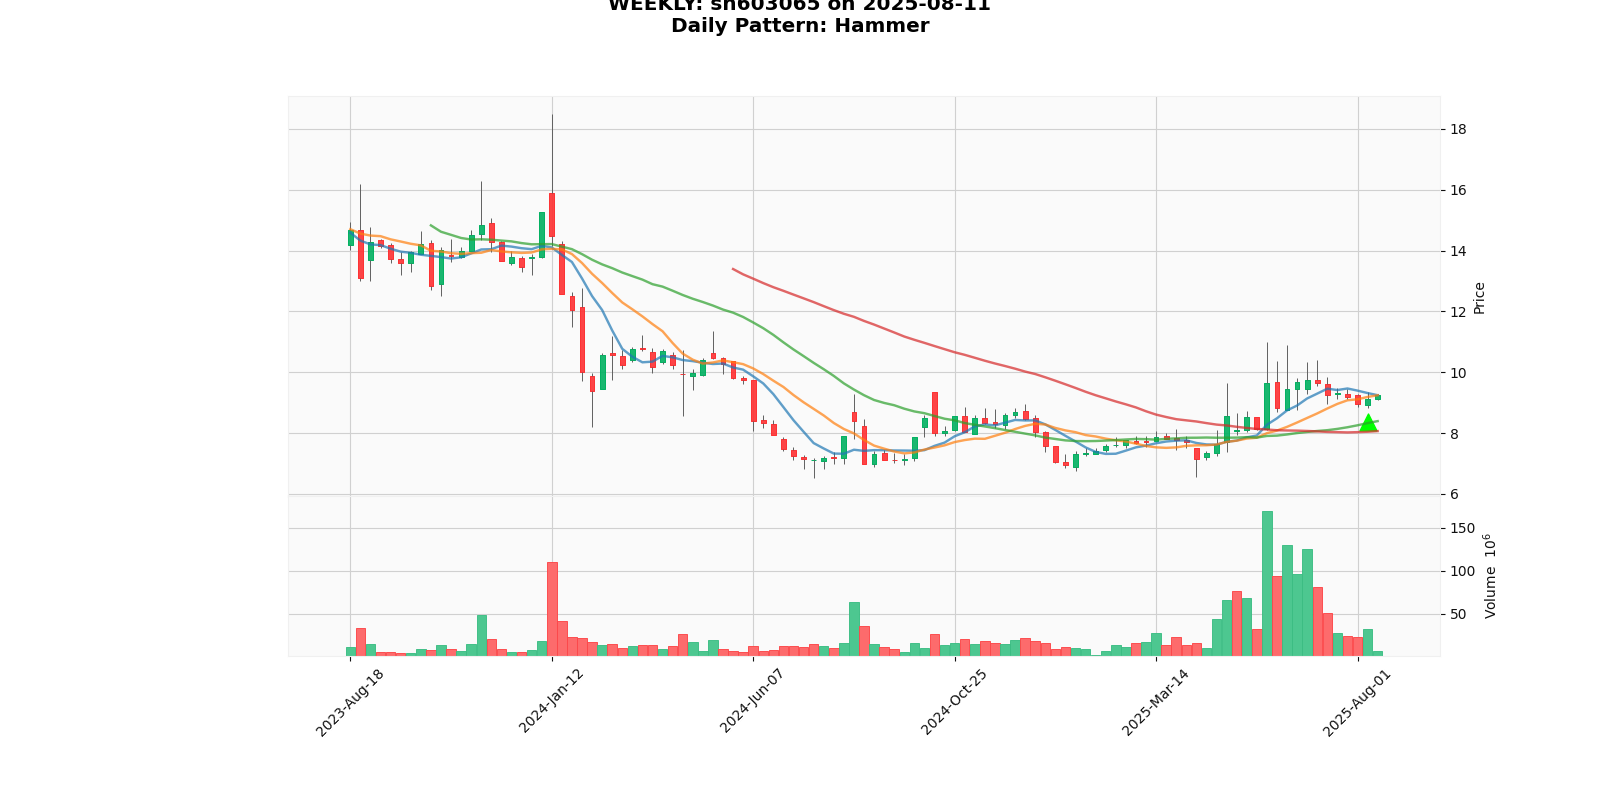 WEEKLY: sh603065 on 2025-08-11
Daily Pattern: Hammer
18
16
14
12
10
8
6
Price
150
100
50
Volume 10⁶
2023-Aug-18
2024-Jan-12
2024-Jun-07
2024-Oct-25
2025-Mar-14
2025-Aug-01